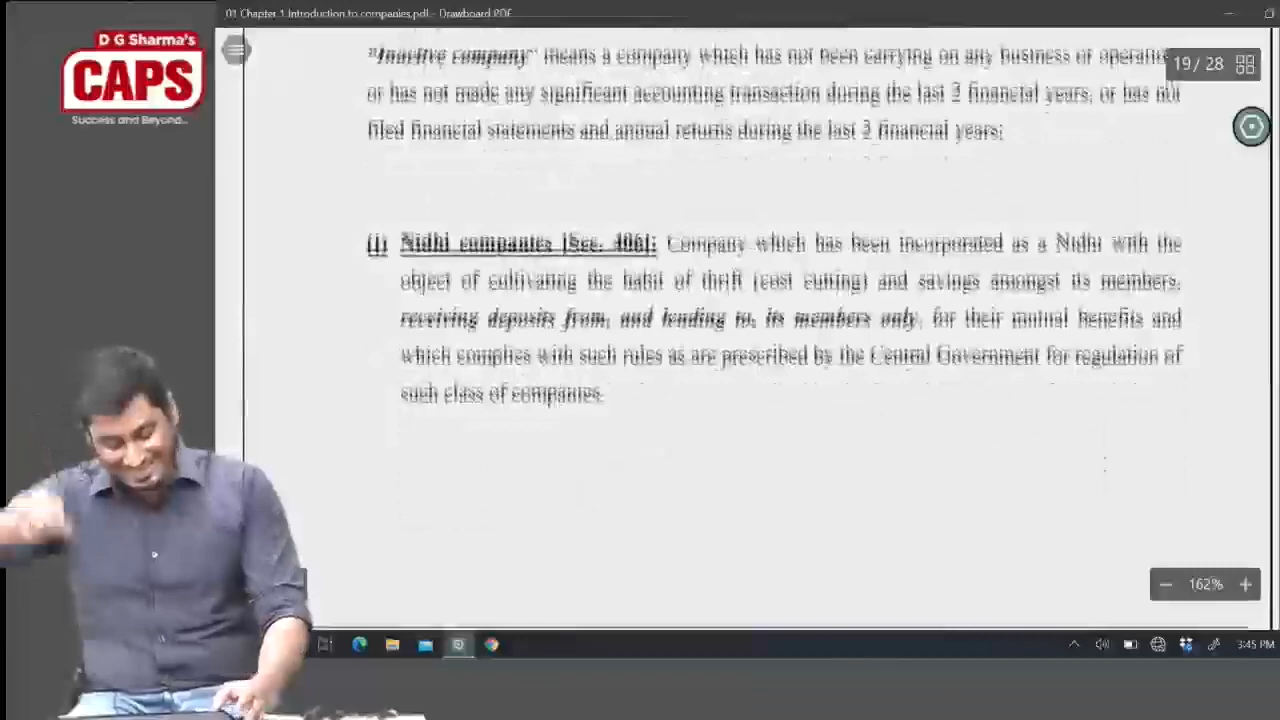 01 Chapter 1 Introduction to companies.pdf - Drawboard PDF
D G Sharma's
CAPS
Success and Beyond...
19 / 28
"Inactive company" means a company which has not been carrying on any business or
or has not made any significant accounting transaction during the last 2 financial years, or has not
filed financial statements and annual returns during the last 2 financial years;
(j) Nidhi companies [Sec. 406]: Company which has been incorporated as a Nidhi with the
object of cultivating the habit of thrift (cost cutting) and savings amongst its members,
receiving deposits from, and lending to, its members only, for their mutual benefits and
which complies with such rules as are prescribed by the Central Government for regulation of
such class of companies.
162%
3:45 PM